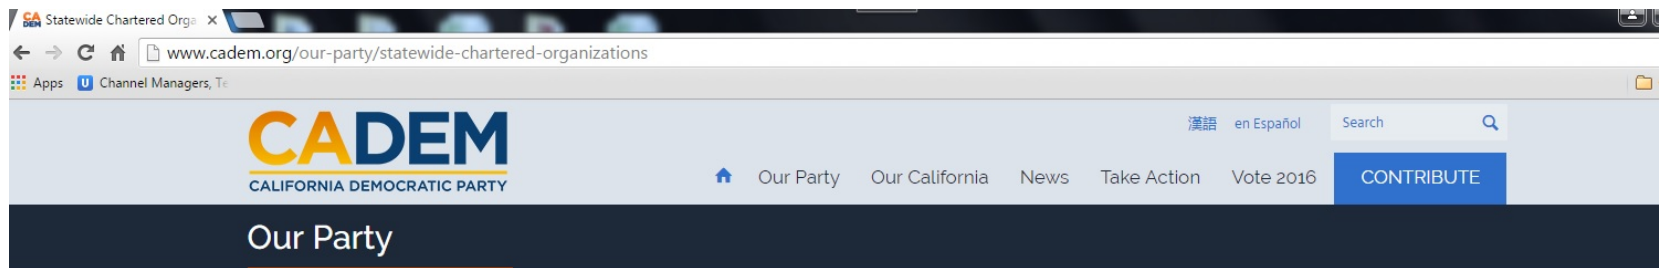 Statewide Chartered Orga
www.cadem.org/our-party/statewide-chartered-organizations
Apps Channel Managers, Te
CADEM
CALIFORNIA DEMOCRATIC PARTY
漢語 en Español Search
Our Party Our California News Take Action Vote 2016 CONTRIBUTE
Our Party